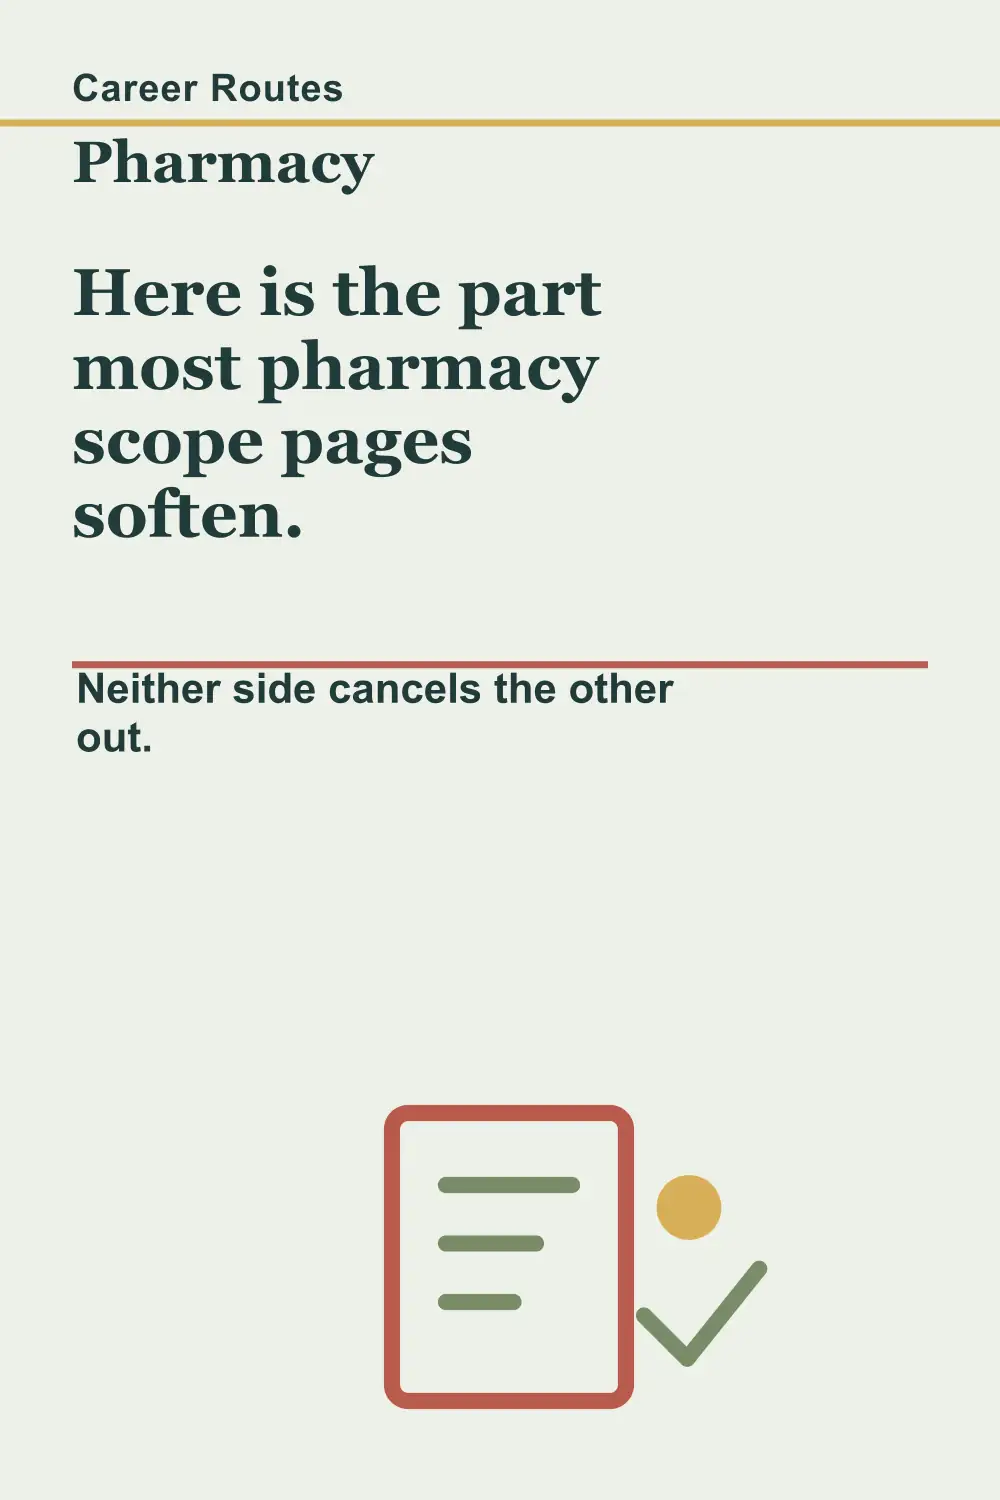 Career Routes
Pharmacy
Here is the part
most pharmacy
scope pages
soften.
Neither side cancels the other
out.